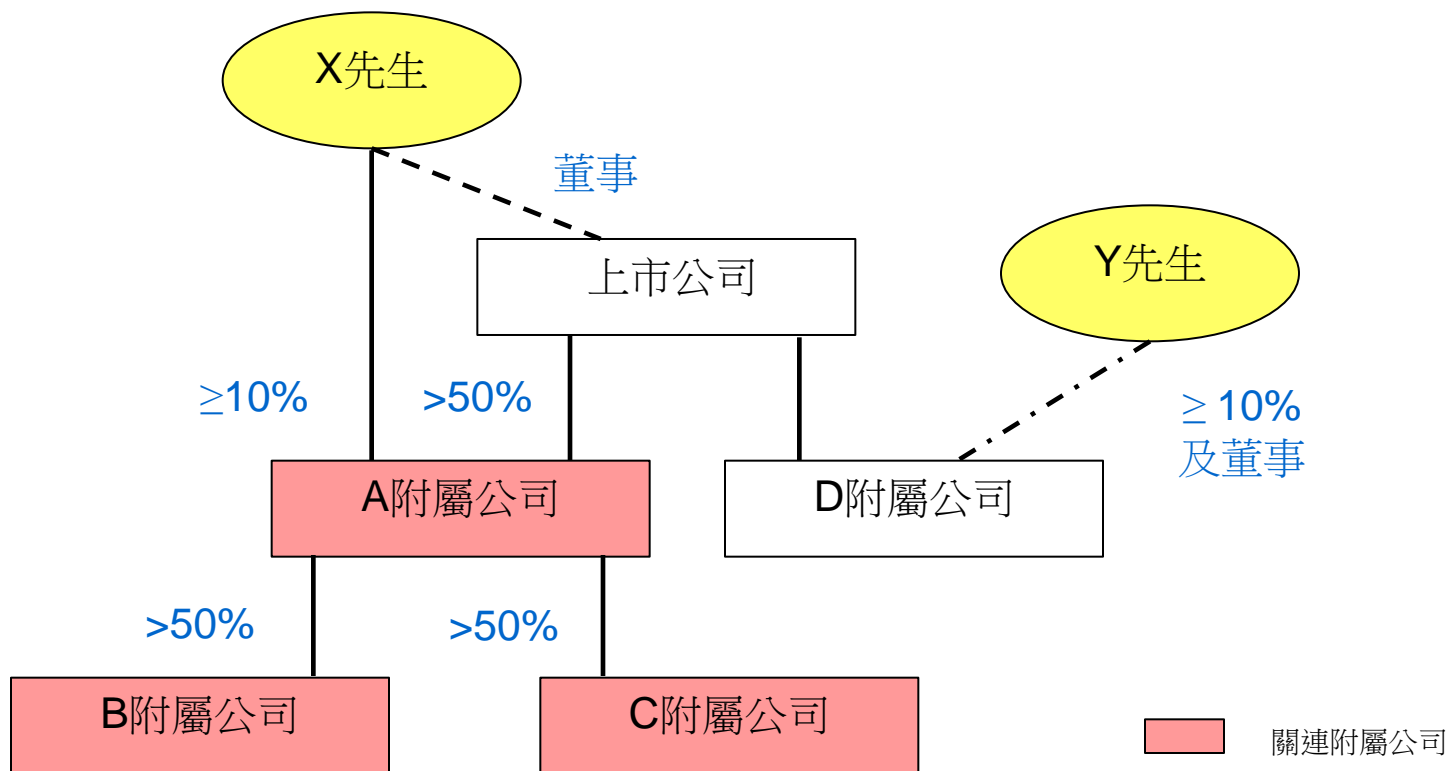 X先生
董事
上市公司
Y先生
≥10%
>50%
≥ 10%
及董事
A附屬公司
D附屬公司
>50%
>50%
B附屬公司
C附屬公司
關連附屬公司